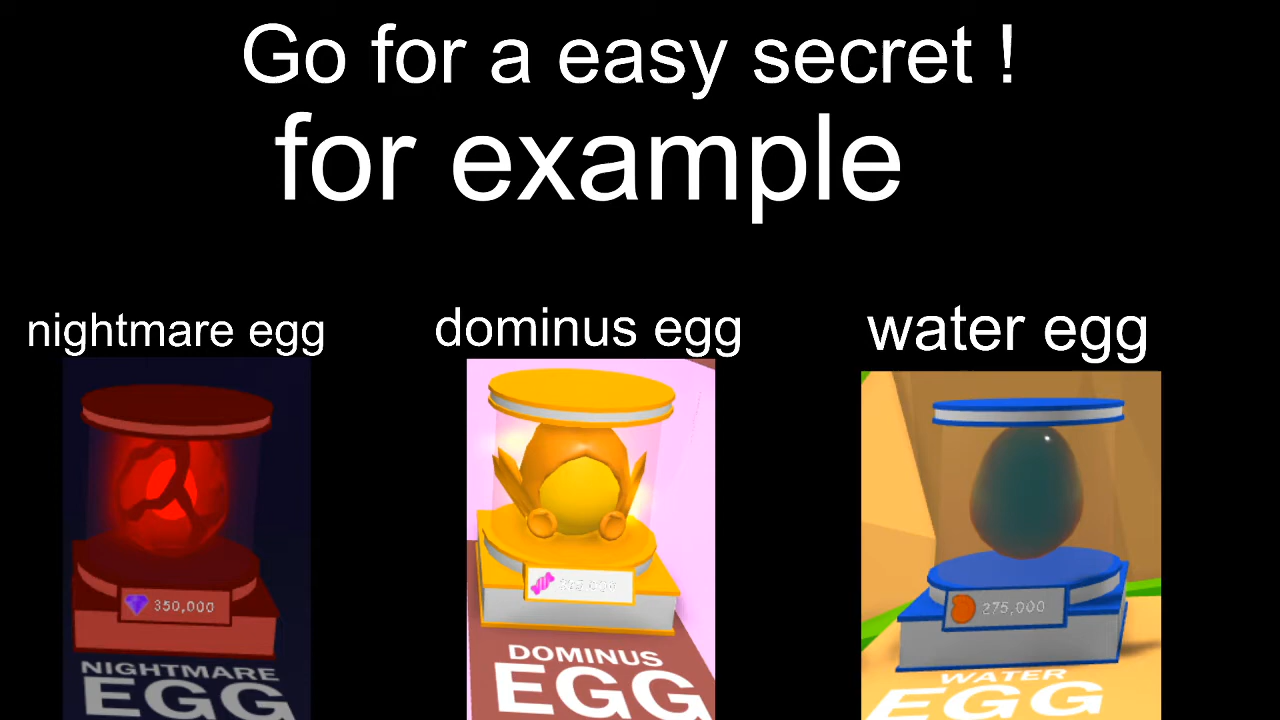 Go for a easy secret !
for example
nightmare egg
dominus egg
water egg
350,000
275,000
NIGHTMARE
EGG
DOMINUS
EGG
WATER
EGG